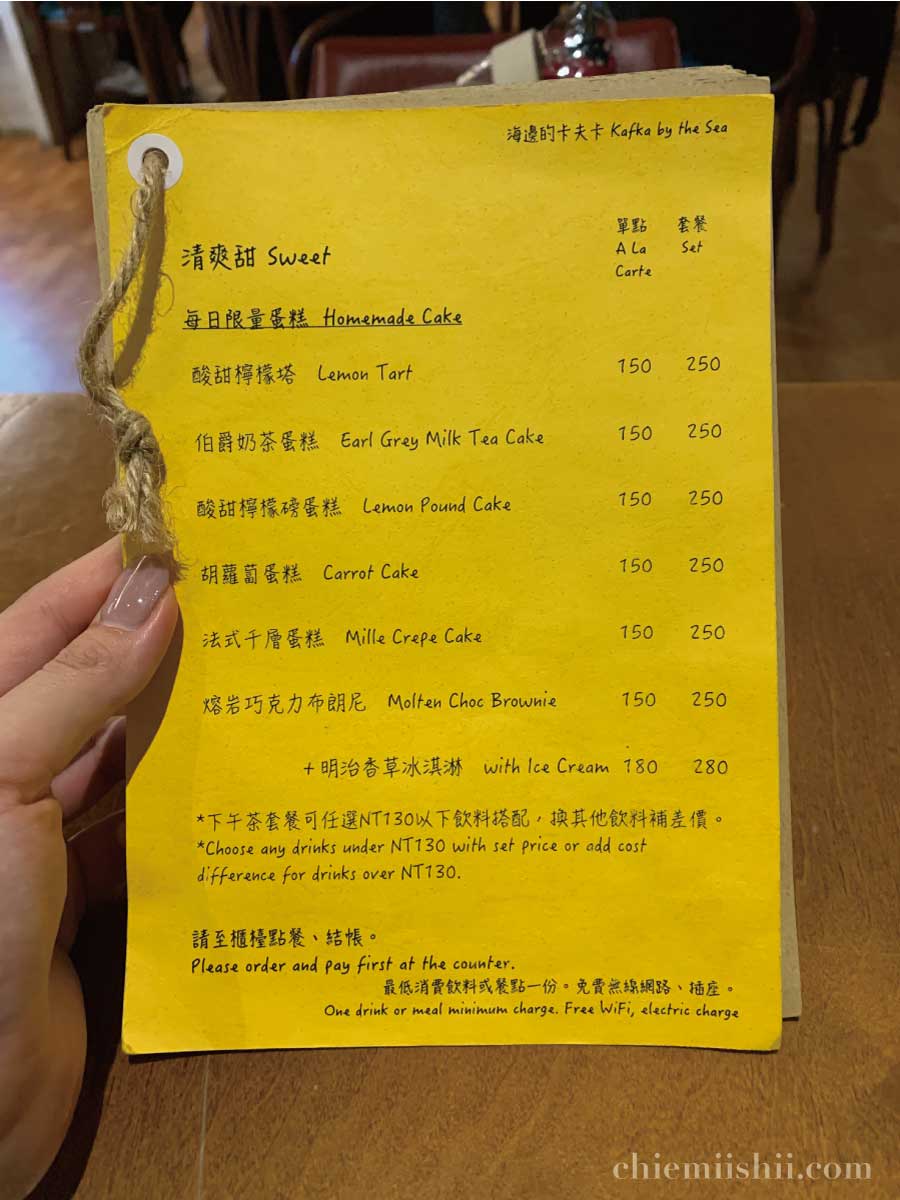 海邊的卡夫卡 Kafka by the Sea
單點 套餐
A La Set
Carte
清爽甜 Sweet
每日限量蛋糕 Homemade Cake
酸甜檸檬塔 Lemon Tart 150 250
伯爵奶茶蛋糕 Earl Grey Milk Tea Cake 150 250
酸甜檸檬磅蛋糕 Lemon Pound Cake 150 250
胡蘿蔔蛋糕 Carrot Cake 150 250
法式千層蛋糕 Mille Crepe Cake 150 250
熔岩巧克力布朗尼 Molten Choc Brownie 150 250
+明治香草冰淇淋 with Ice Cream 180 280
*下午茶套餐可任選NT130以下飲料搭配，換其他飲料補差價。
*Choose any drinks under NT130 with set price or add cost
difference for drinks over NT130.
請至櫃檯點餐、結帳。
Please order and pay first at the counter.
最低消費飲料或餐點一份。免費無線網路、插座。
One drink or meal minimum charge. Free WiFi, electric charge
chiemiishii.com